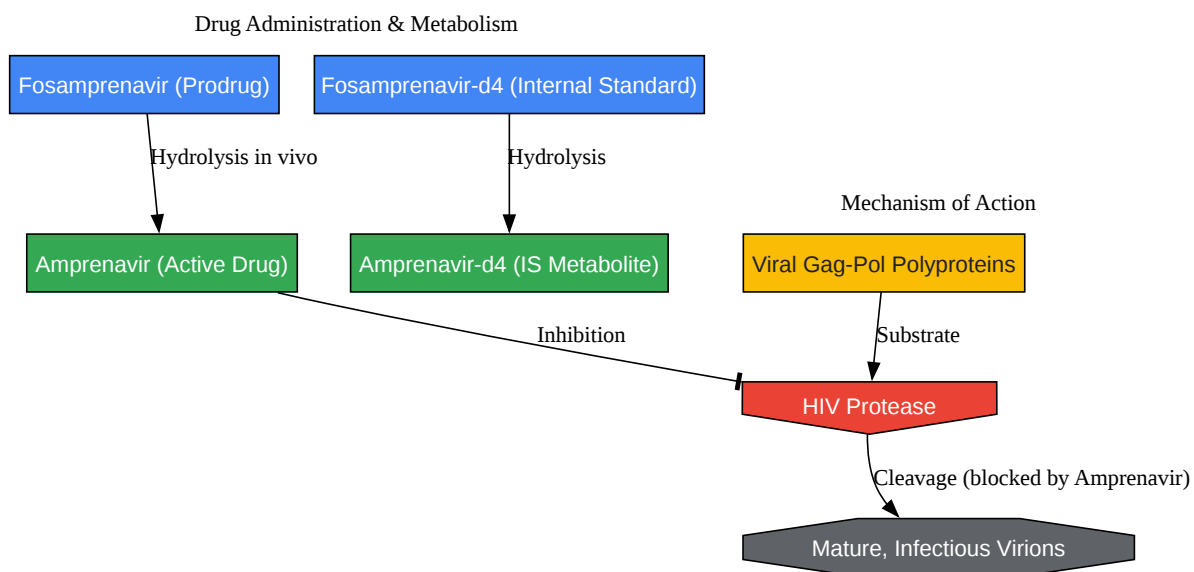 Drug Administration & Metabolism
Fosamprenavir (Prodrug)
Fosamprenavir-d4 (Internal Standard)
Hydrolysis in vivo
Hydrolysis
Mechanism of Action
Amprenavir (Active Drug)
Amprenavir-d4 (IS Metabolite)
Viral Gag-Pol Polyproteins
Inhibition
Substrate
HIV Protease
Cleavage (blocked by Amprenavir)
Mature, Infectious Virions